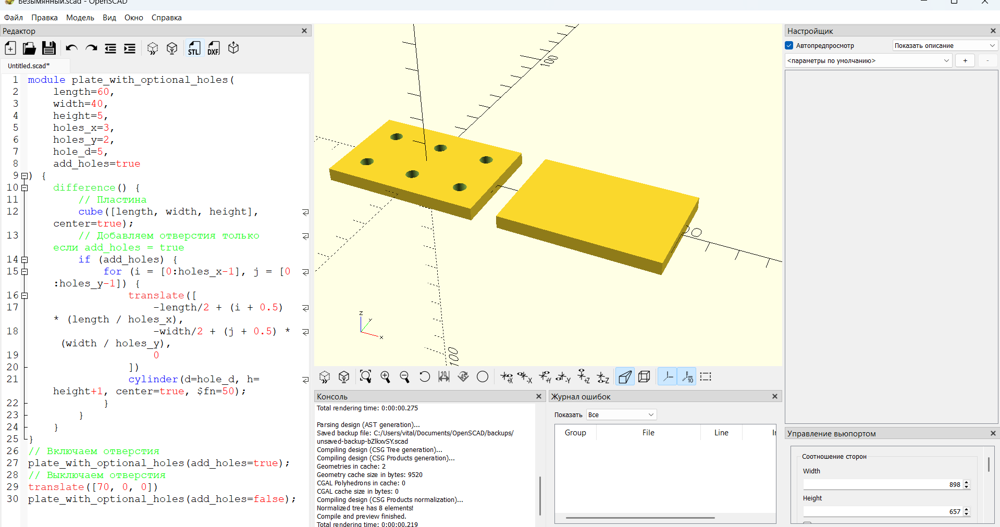 Безымянный.scad - OpenSCAD
Файл Правка Модель Вид Окно Справка
Редактор
STL DXF
Untitled.scad*
1 module plate_with_optional_holes(
2 length=60,
3 width=40,
4 height=5,
5 holes_x=3,
6 holes_y=2,
7 hole_d=5,
8 add_holes=true
9 ) {
10 difference() {
11 // Пластина
12 cube([length, width, height],
center=true);
13 // Добавляем отверстия только
если add_holes = true
14 if (add_holes) {
15 for (i = [0:holes_x-1], j = [0
:holes_y-1]) {
16 translate([
17 -length/2 + (i + 0.5)
* (length / holes_x),
18 -width/2 + (j + 0.5) *
(width / holes_y),
19 0
20 ])
21 cylinder(d=hole_d, h=
height+1, center=true, $fn=50);
22 }
23 }
24 }
25 }
26 // Включаем отверстия
27 plate_with_optional_holes(add_holes=true);
28 // Выключаем отверстия
29 translate([70, 0, 0])
30 plate_with_optional_holes(add_holes=false);
100
100
z
y
x
10 45 +X -X +Y -Y +Z -Z 10
Консоль
Total rendering time: 0:00:00.275
Parsing design (AST generation)...
Saved backup file: C:/Users/vital/Documents/OpenSCAD/backups/
unsaved-backup-bZlkxvSY.scad
Compiling design (CSG Tree generation)...
Compiling design (CSG Products generation)...
Geometries in cache: 2
Geometry cache size in bytes: 9520
CGAL Polyhedrons in cache: 0
CGAL cache size in bytes: 0
Compiling design (CSG Products normalization)...
Normalized tree has 8 elements!
Compile and preview finished.
Total rendering time: 0:00:00.219
Журнал ошибок
Показать Все
Group File Line
Настройщик
Автопредпросмотр Показать описание
<параметры по умолчанию> + -
Управление вьюпортом
Соотношение сторон
Width
898
Height
657